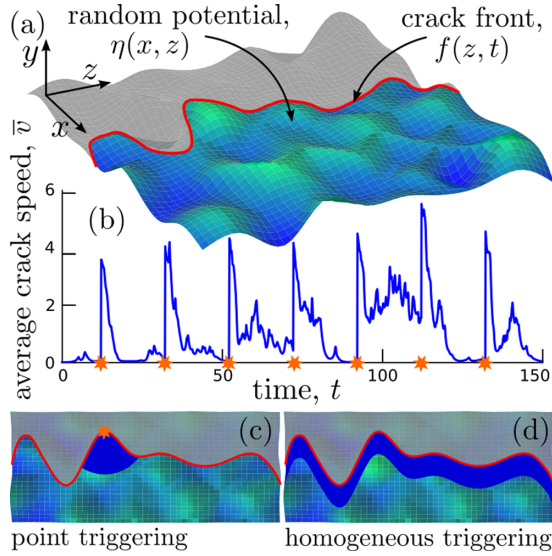 (a)
random potential,
η(x, z)
crack front,
f(z, t)
y
z
x
average crack speed, v̄
(b)
6
4
2
0
0
50
100
150
time, t
(c)
(d)
point triggering
homogeneous triggering